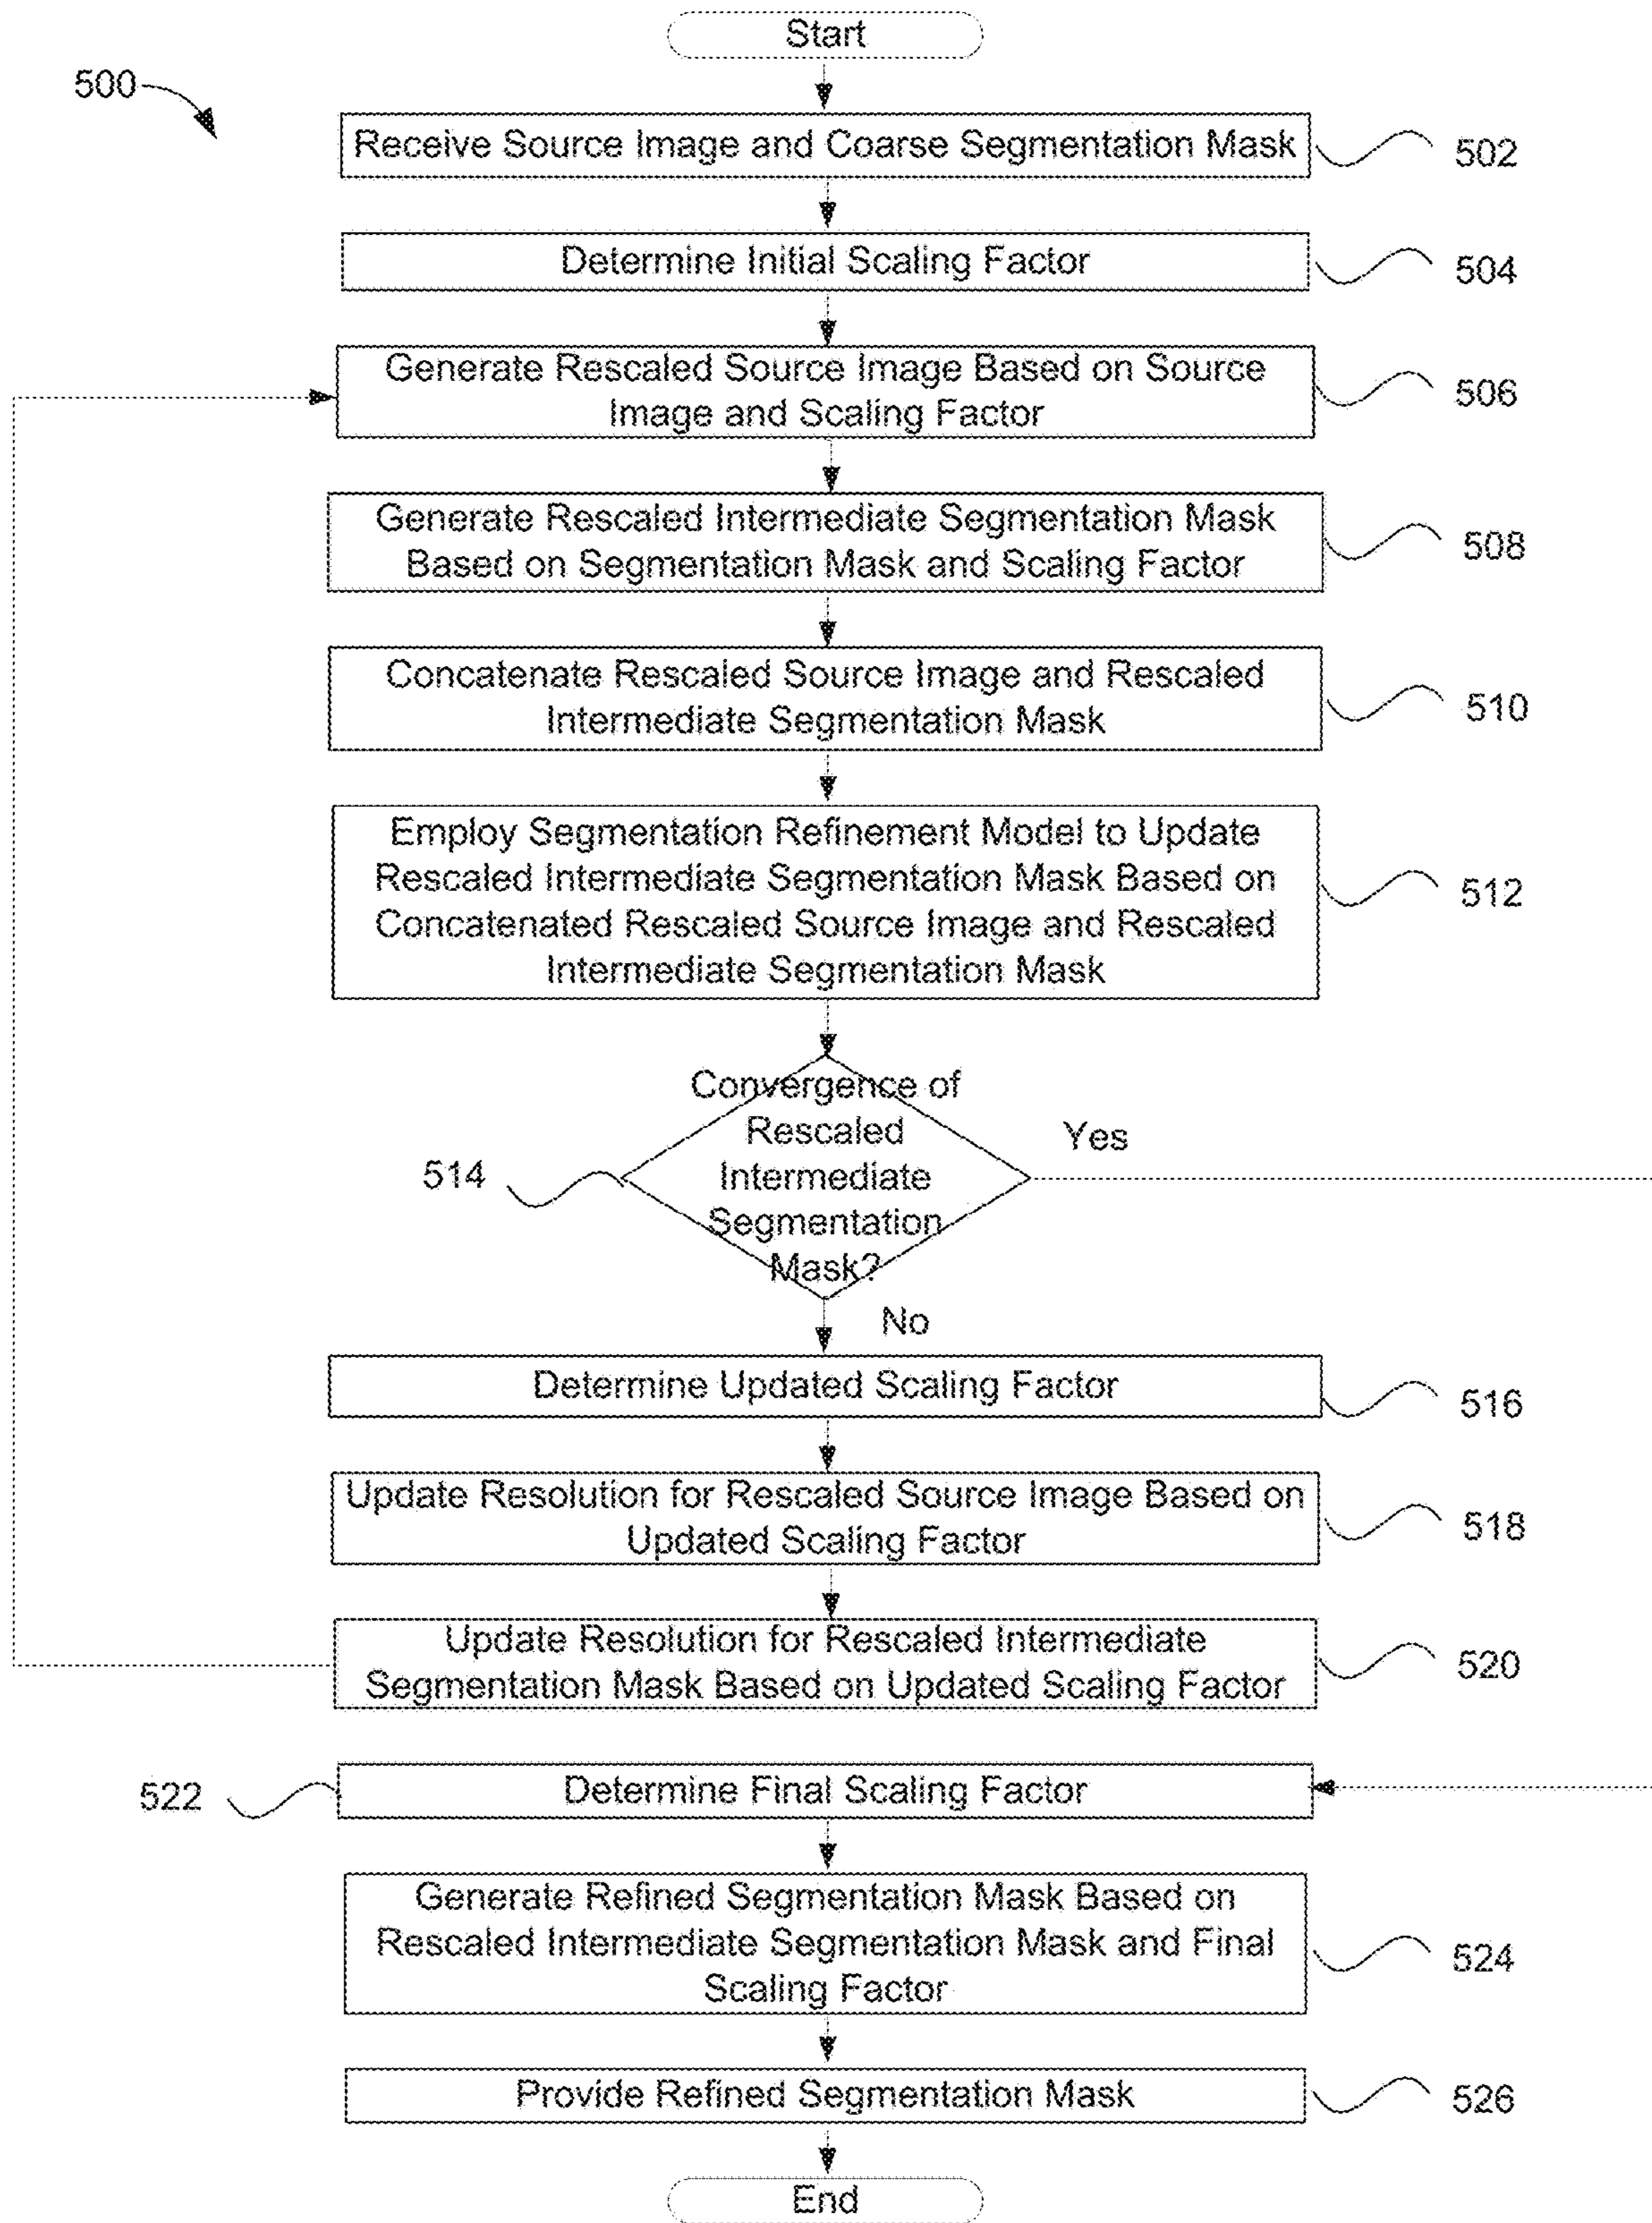 Start
500
Receive Source Image and Coarse Segmentation Mask
502
Determine Initial Scaling Factor
504
Generate Rescaled Source Image Based on Source
Image and Scaling Factor
506
Generate Rescaled Intermediate Segmentation Mask
Based on Segmentation Mask and Scaling Factor
508
Concatenate Rescaled Source Image and Rescaled
Intermediate Segmentation Mask
510
Employ Segmentation Refinement Model to Update
Rescaled Intermediate Segmentation Mask Based on
Concatenated Rescaled Source Image and Rescaled
Intermediate Segmentation Mask
512
Convergence of
Rescaled
Intermediate
Segmentation
Mask?
514
Yes
No
Determine Updated Scaling Factor
516
Update Resolution for Rescaled Source Image Based on
Updated Scaling Factor
518
Update Resolution for Rescaled Intermediate
Segmentation Mask Based on Updated Scaling Factor
520
522
Determine Final Scaling Factor
Generate Refined Segmentation Mask Based on
Rescaled Intermediate Segmentation Mask and Final
Scaling Factor
524
Provide Refined Segmentation Mask
526
End